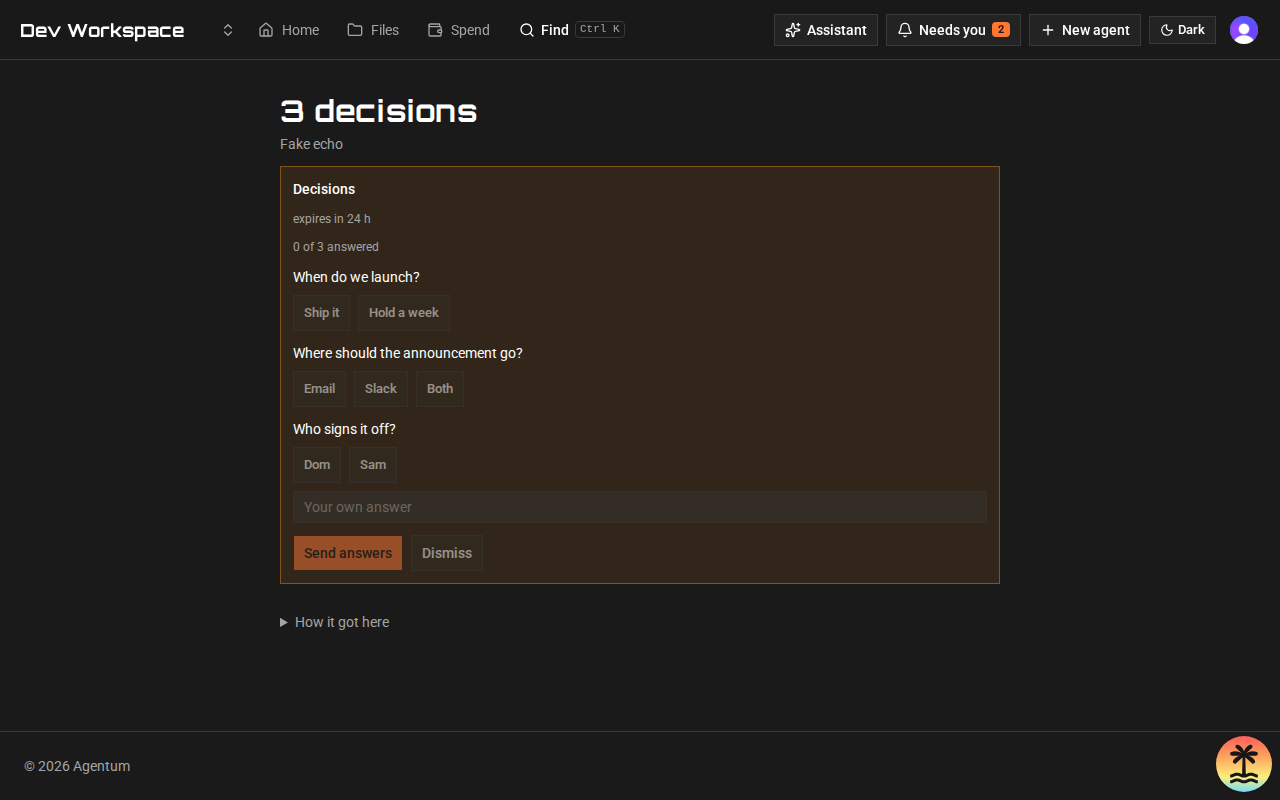 Dev Workspace
Home
Files
Spend
Find
Ctrl K
Assistant
Needs you 2
New agent
Dark
3 decisions
Fake echo
Decisions
expires in 24 h
0 of 3 answered
When do we launch?
Ship it
Hold a week
Where should the announcement go?
Email
Slack
Both
Who signs it off?
Dom
Sam
Your own answer
Send answers
Dismiss
How it got here
© 2026 Agentum